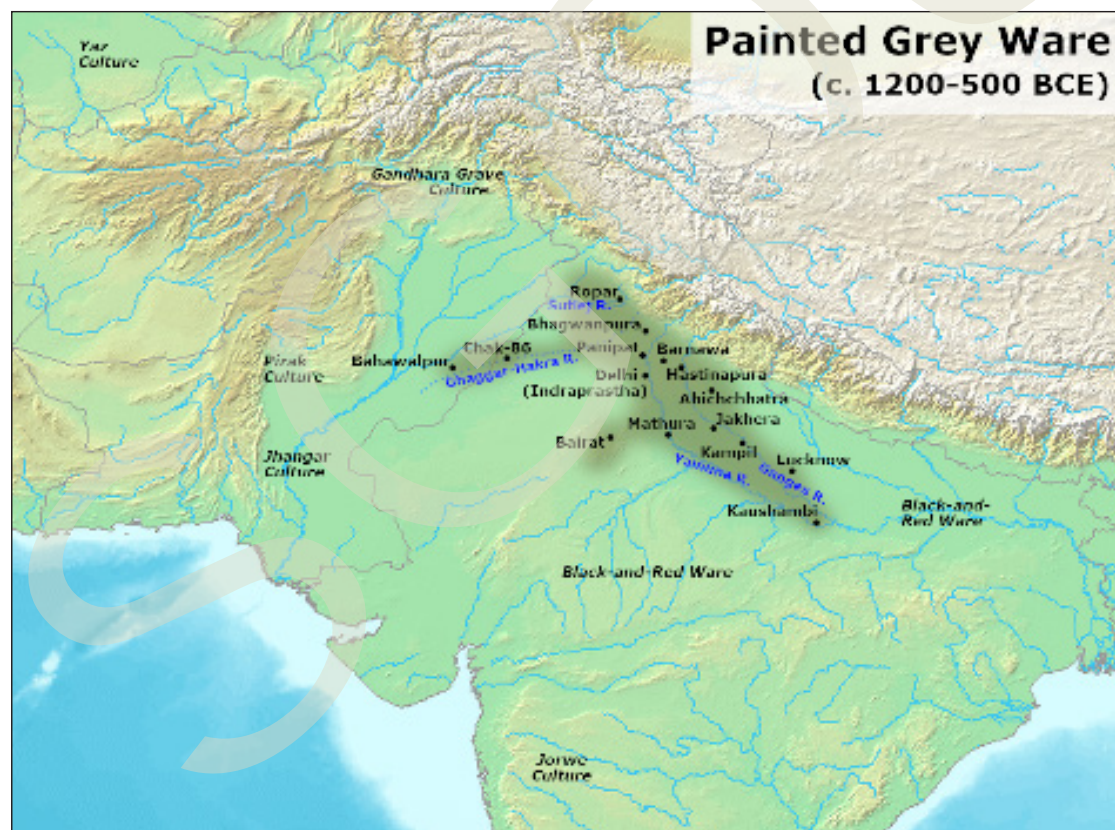 Painted Grey Ware
(c. 1200-500 BCE)
Yaz
Culture
Gandhara Grave
Culture
Ropar
Sutlej R.
Bhagwanpura
Chak-86
Panipat
Barnawa
Bahawalpur
Ghaggar-Hakra R.
Delhi
(Indraprastha)
Hastinapura
Pirak
Culture
Ahichchhatra
Mathura
Jakhera
Bairat
Kampil
Lucknow
Jhangar
Culture
Yamuna R.
Ganges R.
Kaushambi
Black-and-
Red Ware
Black-and-Red Ware
Jorwe
Culture